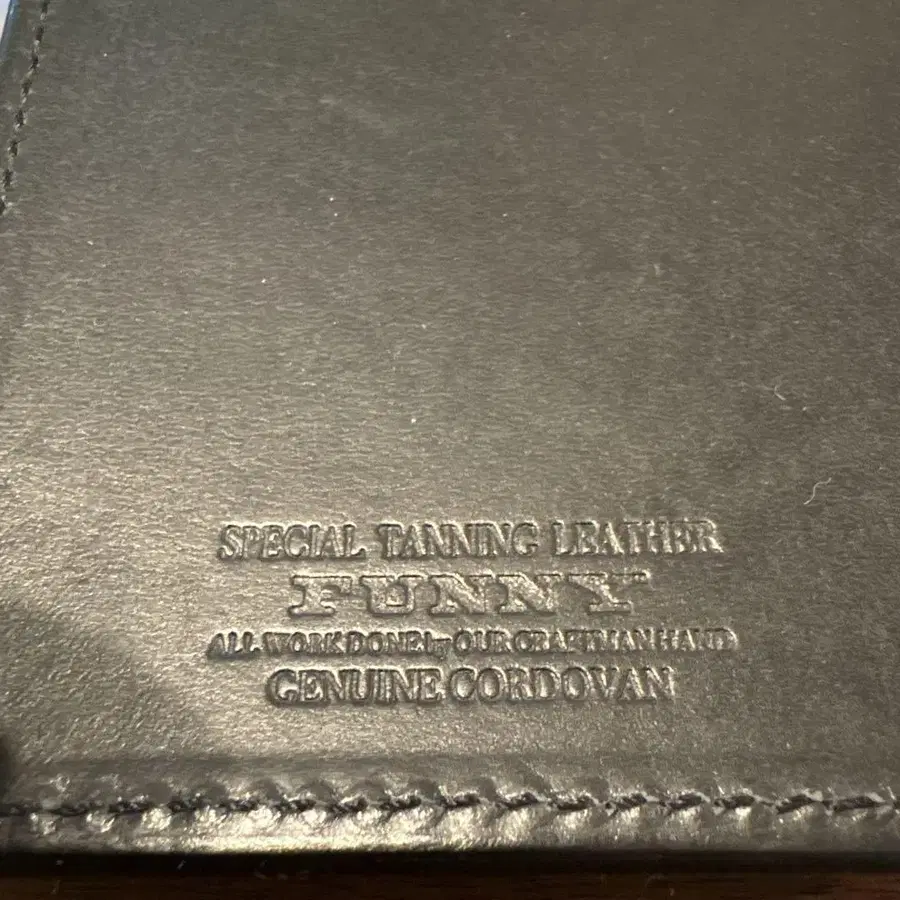 SPECIAL TANNING LEATHER
FUNNY
ALL WORK DONE by OUR CRAFTMAN HAND
GENUINE CORDOVAN